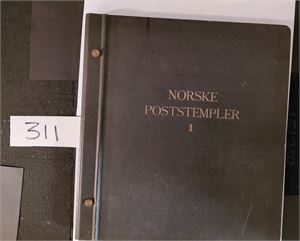 NORSKE
POSTSTEMPLER
I
311